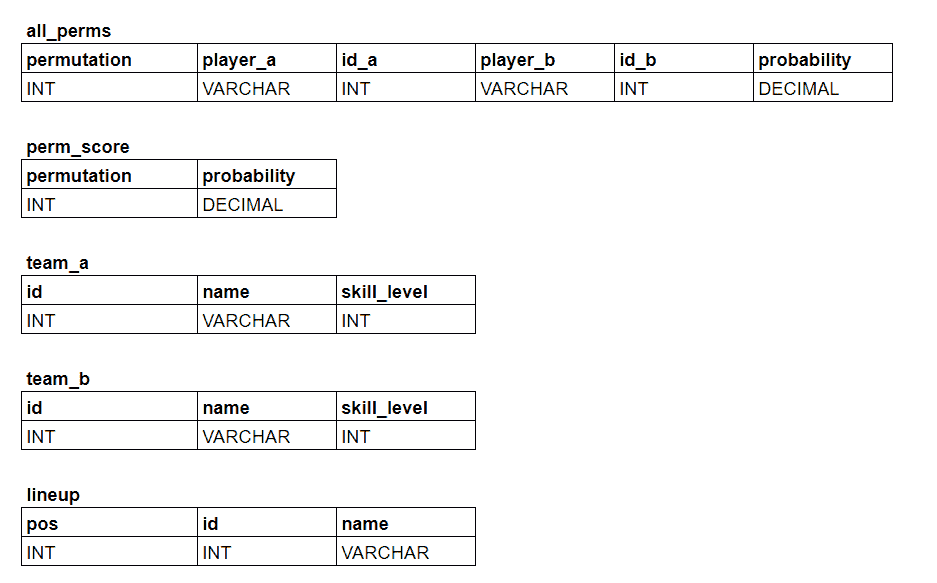 all_perms
permutation player_a id_a player_b id_b probability
INT VARCHAR INT VARCHAR INT DECIMAL
perm_score
permutation probability
INT DECIMAL
team_a
id name skill_level
INT VARCHAR INT
team_b
id name skill_level
INT VARCHAR INT
lineup
pos id name
INT INT VARCHAR